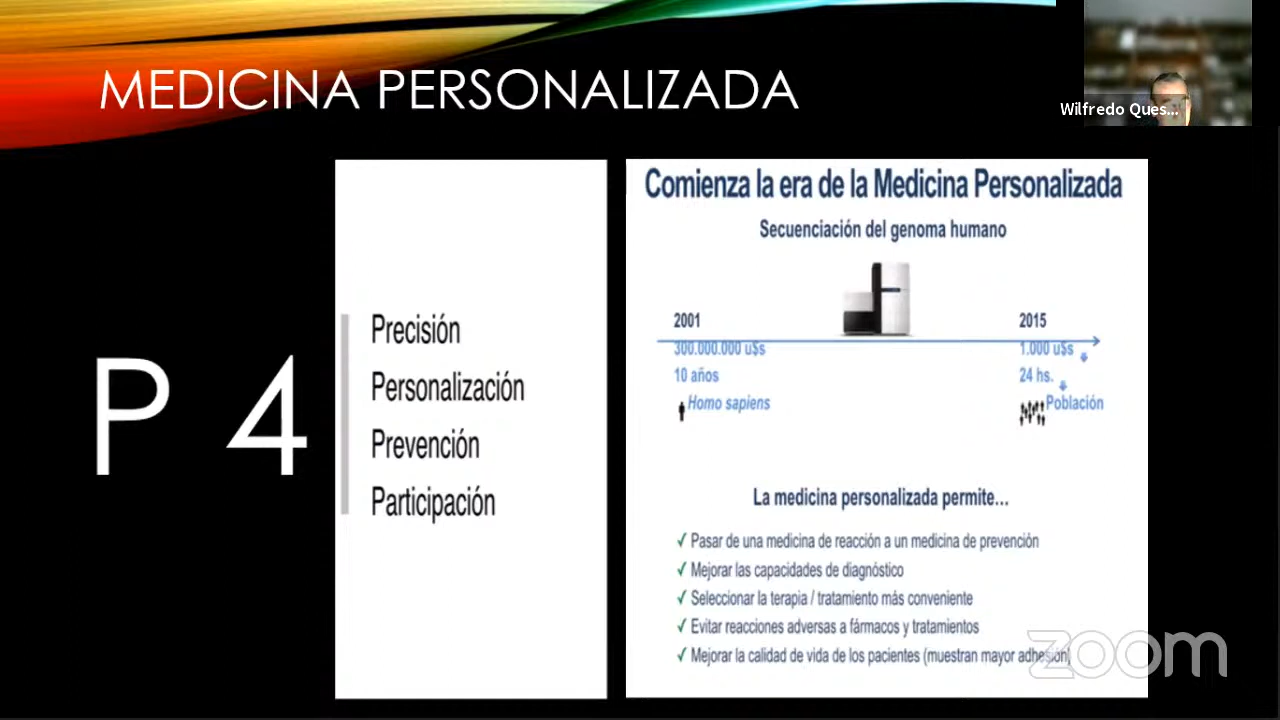 MEDICINA PERSONALIZADA
Wilfredo Ques...
P 4
Precisión
Personalización
Prevención
Participación
Comienza la era de la Medicina Personalizada
Secuenciación del genoma humano
2001
2015
300.000.000 u$s
1.000 u$s
10 años
24 hs.
Homo sapiens
Población
La medicina personalizada permite...
✓ Pasar de una medicina de reacción a un medicina de prevención
✓ Mejorar las capacidades de diagnóstico
✓ Seleccionar la terapia / tratamiento más conveniente
✓ Evitar reacciones adversas a fármacos y tratamientos
✓ Mejorar la calidad de vida de los pacientes (muestran mayor adhesión)
zoom